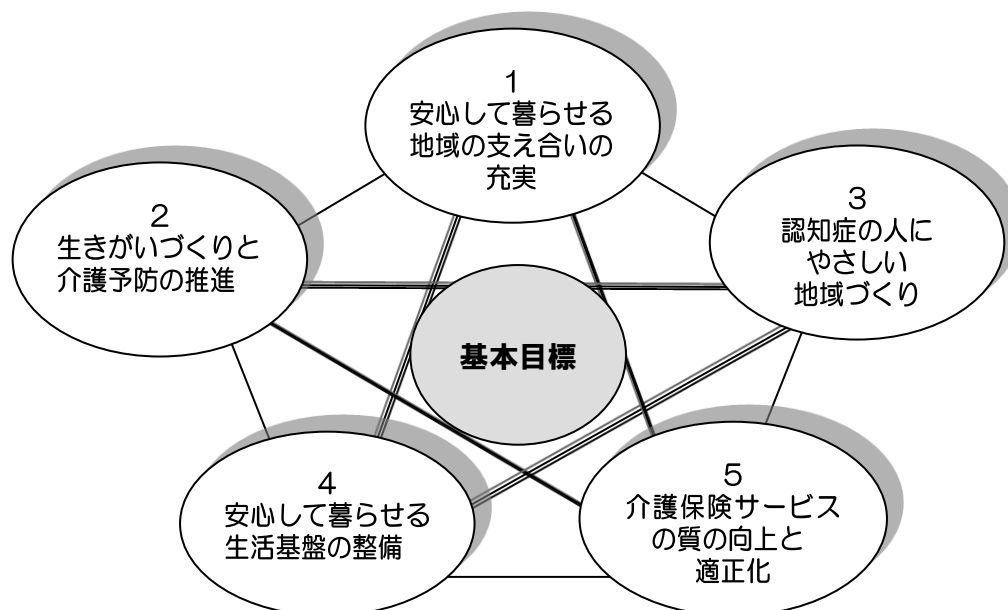 1
安心して暮らせる
地域の支え合いの
充実
2
生きがいづくりと
介護予防の推進
3
認知症の人に
やさしい
地域づくり
基本目標
4
安心して暮らせる
生活基盤の整備
5
介護保険サービス
の質の向上と
適正化